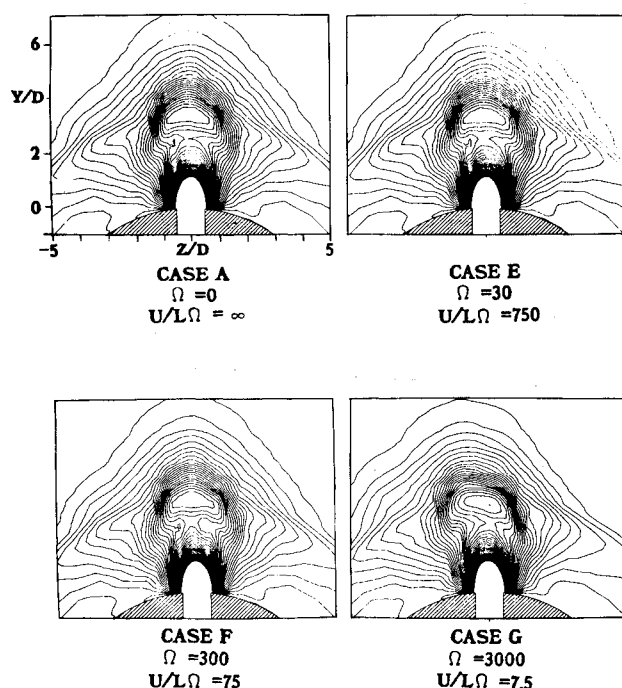 6
Y/D
4
2
0
-5
Z/D
5
CASE A
Ω =0
U/LΩ = ∞
CASE E
Ω =30
U/LΩ =750
CASE F
Ω =300
U/LΩ =75
CASE G
Ω =3000
U/LΩ =7.5